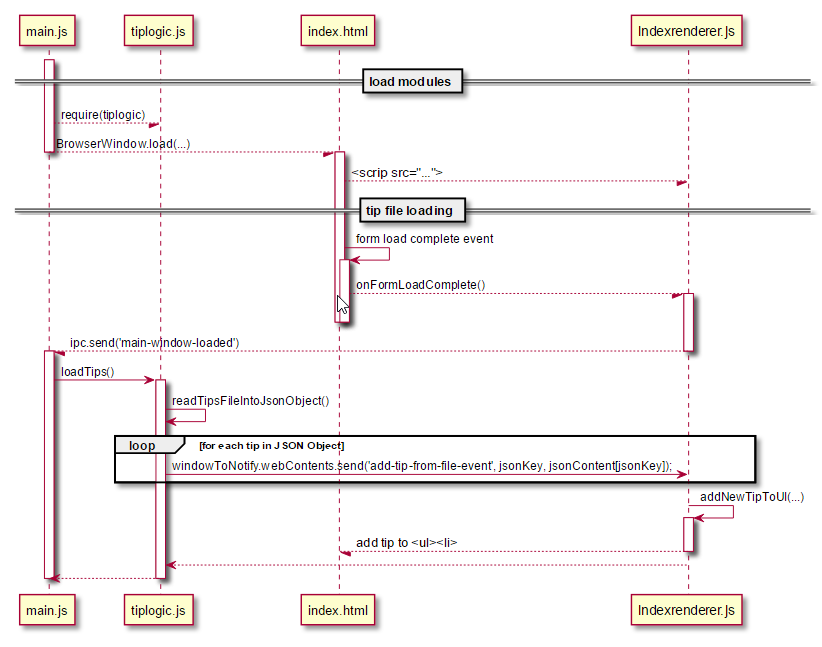 main.js tiplogic.js index.html Indexrenderer.js
load modules
require(tiplogic)
BrowserWindow.load(...)
<scrip src="...">
tip file loading
form load complete event
onFormLoadComplete()
ipc.send('main-window-loaded')
loadTips()
readTipsFileIntoJsonObject()
loop [for each tip in JSON Object]
windowToNotify.webContents.send('add-tip-from-file-event', jsonKey, jsonContent[jsonKey]);
addNewTipToUI(...)
add tip to <ul><li>
main.js tiplogic.js index.html Indexrenderer.js